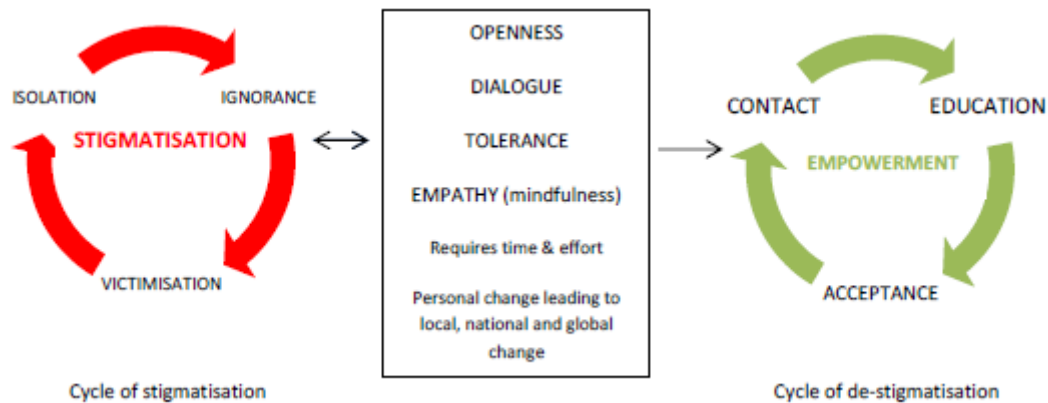 ISOLATION
IGNORANCE
STIGMATISATION
VICTIMISATION
Cycle of stigmatisation
OPENNESS
DIALOGUE
TOLERANCE
EMPATHY (mindfulness)
Requires time & effort
Personal change leading to
local, national and global
change
CONTACT
EDUCATION
EMPOWERMENT
ACCEPTANCE
Cycle of de-stigmatisation